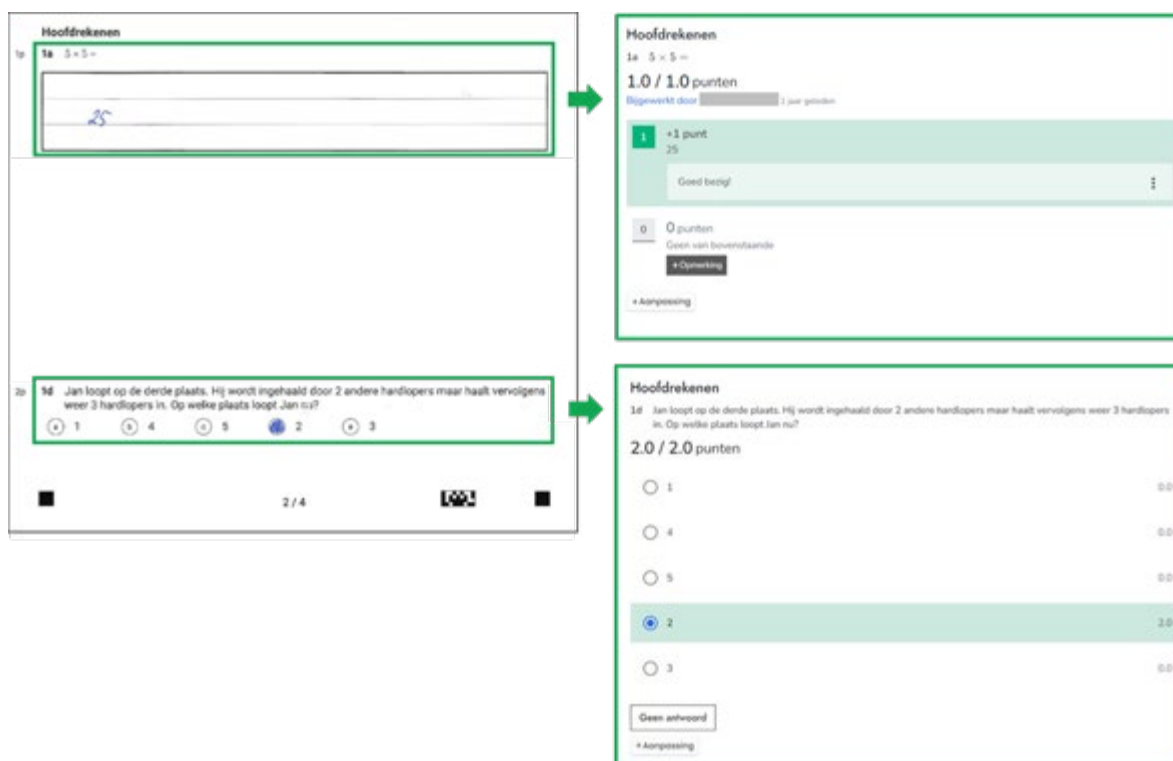 Hoofdrekenen
1p 1a 5 × 5 =
25
2p 1d Jan loopt op de derde plaats. Hij wordt ingehaald door 2 andere hardlopers maar haalt vervolgens
weer 3 hardlopers in. Op welke plaats loopt Jan nu?
a 1 b 4 c 5 2 e 3
2 / 4
Hoofdrekenen
1a 5 × 5 =
1.0 / 1.0 punten
Bijgewerkt door 2 jaar geleden
1 +1 punt
25
Goed bezig!
0 0 punten
Geen van bovenstaande
+ Opmerking
+ Aanpassing
Hoofdrekenen
1d Jan loopt op de derde plaats. Hij wordt ingehaald door 2 andere hardlopers maar haalt vervolgens weer 3 hardlopers
in. Op welke plaats loopt Jan nu?
2.0 / 2.0 punten
1 0.0
4 0.0
5 0.0
2 2.0
3 0.0
Geen antwoord
+ Aanpassing